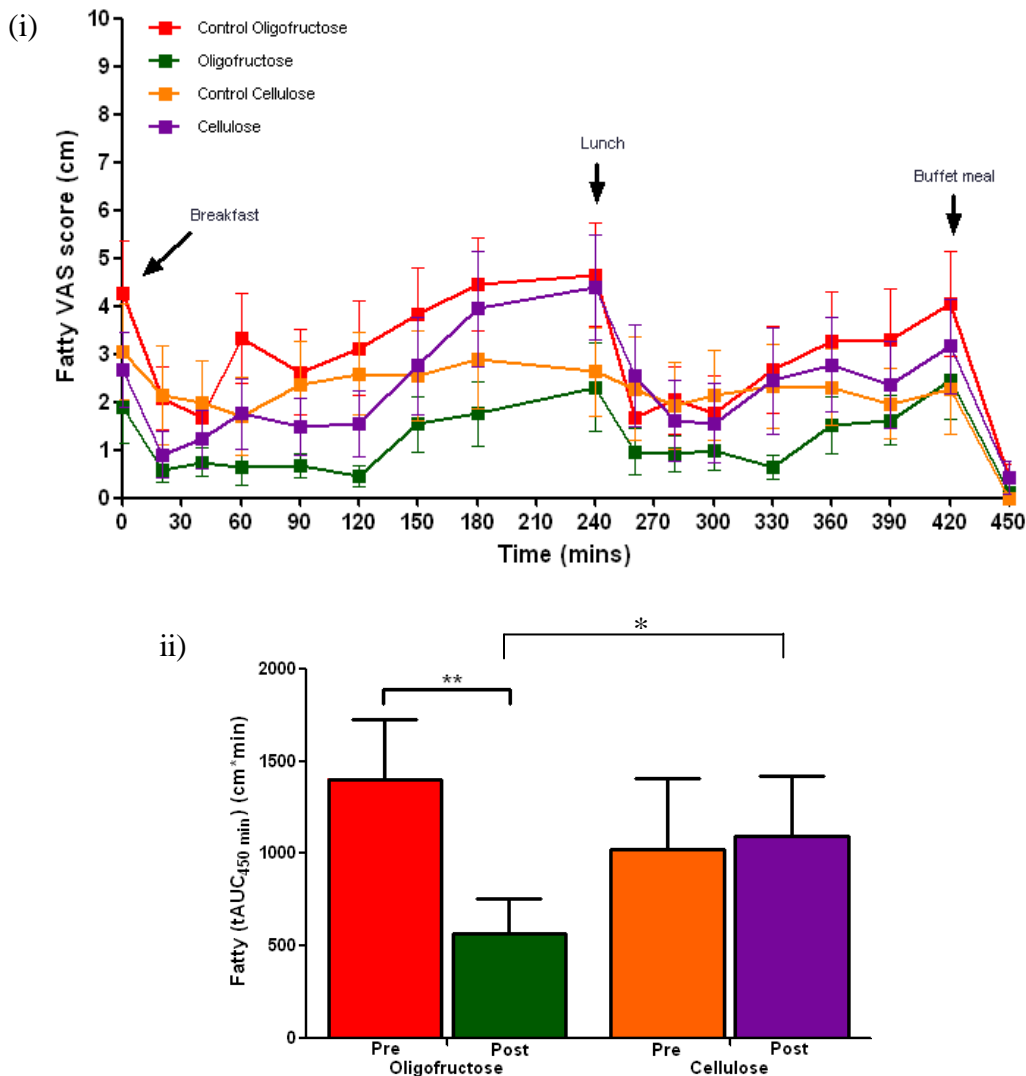 (i)
10
9
8
7
6
5
4
3
2
1
0
Fatty VAS score (cm)
Control Oligofructose
Oligofructose
Control Cellulose
Cellulose
Breakfast
Lunch
Buffet meal
0 30 60 90 120 150 180 210 240 270 300 330 360 390 420 450
Time (mins)
ii)
*
**
2000
1500
1000
500
0
Fatty (tAUC450 min) (cm*min)
Pre Post Pre Post
Oligofructose Cellulose